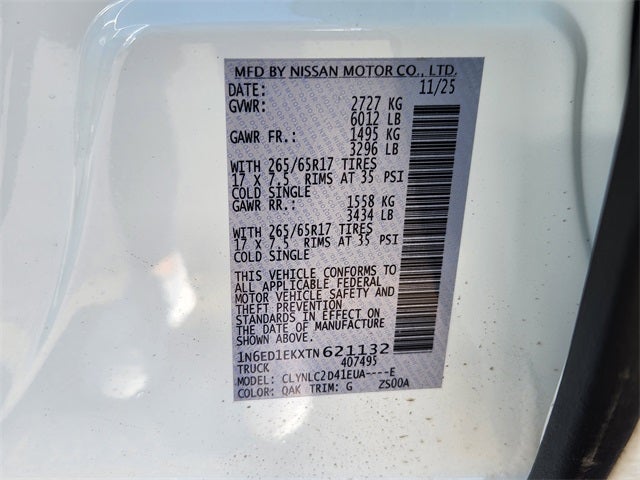 MFD BY NISSAN MOTOR CO., LTD.
DATE: 11/25
GVWR: 2727 KG
6012 LB
GAWR FR.: 1495 KG
3296 LB
WITH 265/65R17 TIRES
17 X 7.5 RIMS AT 35 PSI
COLD SINGLE
GAWR RR.: 1558 KG
3434 LB
WITH 265/65R17 TIRES
17 X 7.5 RIMS AT 35 PSI
COLD SINGLE
THIS VEHICLE CONFORMS TO
ALL APPLICABLE FEDERAL
MOTOR VEHICLE SAFETY AND
THEFT PREVENTION
STANDARDS IN EFFECT ON
THE DATE OF MANUFACTURE
SHOWN ABOVE.
1N6ED1EKXTN621132
TRUCK 407495
MODEL: CLYNLC2D41EUA----E
COLOR: QAK TRIM: G ZS00A